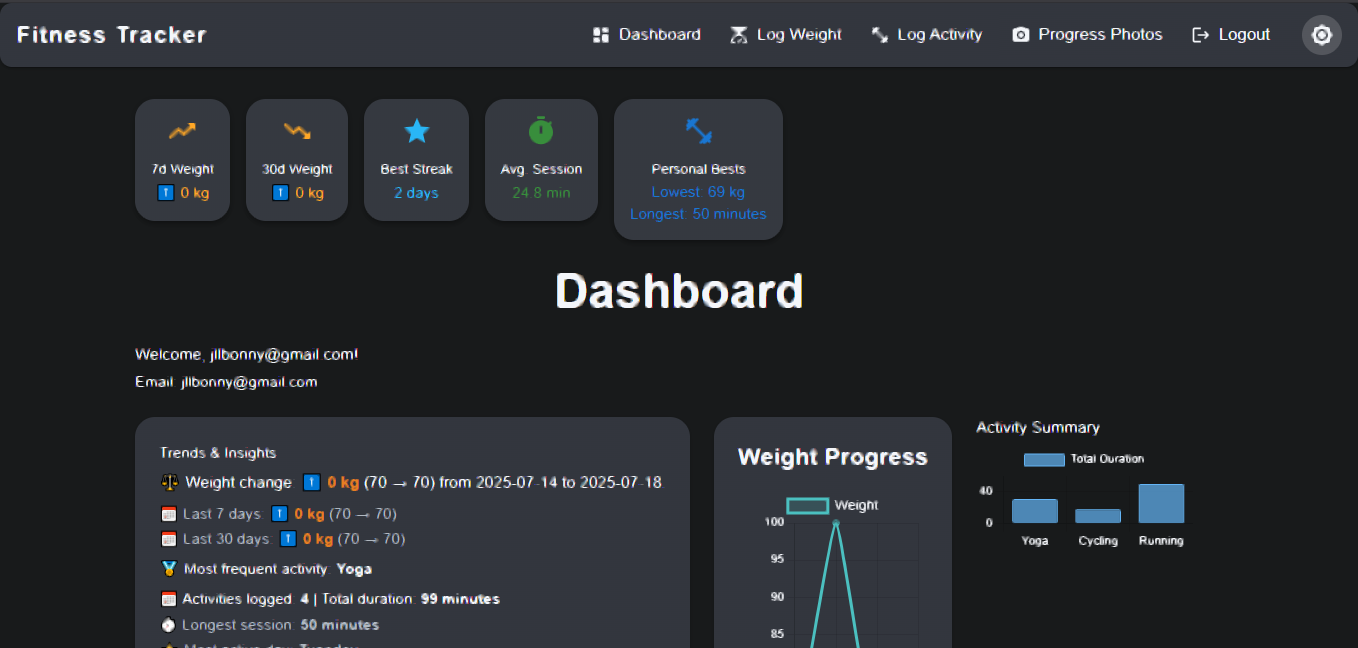 Fitness Tracker
Dashboard
Log Weight
Log Activity
Progress Photos
Logout
7d Weight
↑ 0 kg
30d Weight
↑ 0 kg
Best Streak
2 days
Avg. Session
24.8 min
Personal Bests
Lowest: 69 kg
Longest: 50 minutes
Dashboard
Welcome, jllbonny@gmail.com!
Email: jllbonny@gmail.com
Trends & Insights
Weight change: ↑ 0 kg (70 → 70) from 2025-07-14 to 2025-07-18
Last 7 days: ↑ 0 kg (70 → 70)
Last 30 days: ↑ 0 kg (70 → 70)
Most frequent activity: Yoga
Activities logged: 4 | Total duration: 99 minutes
Longest session: 50 minutes
Most active day: Tuesday
Weight Progress
Weight
100
95
90
85
Activity Summary
Total Duration
40
0
Yoga
Cycling
Running